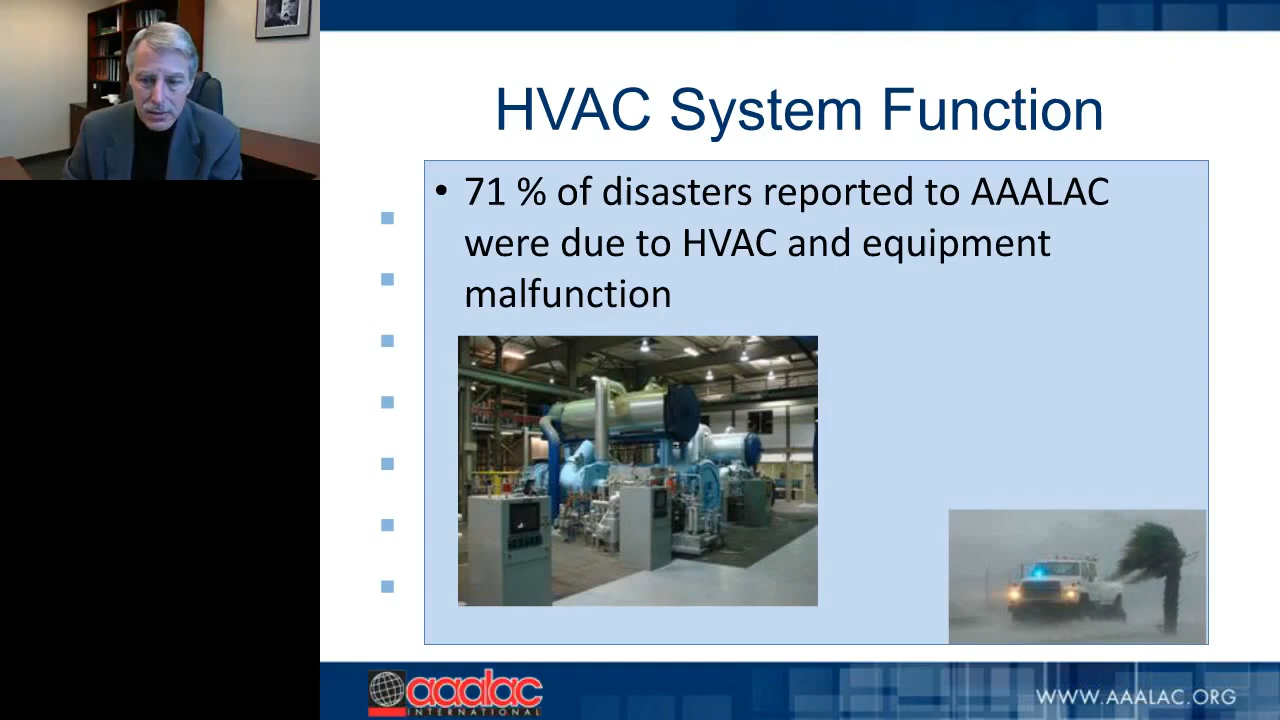 HVAC System Function
• 71 % of disasters reported to AAALAC
were due to HVAC and equipment
malfunction
aaalac
INTERNATIONAL
WWW.AAALAC.ORG